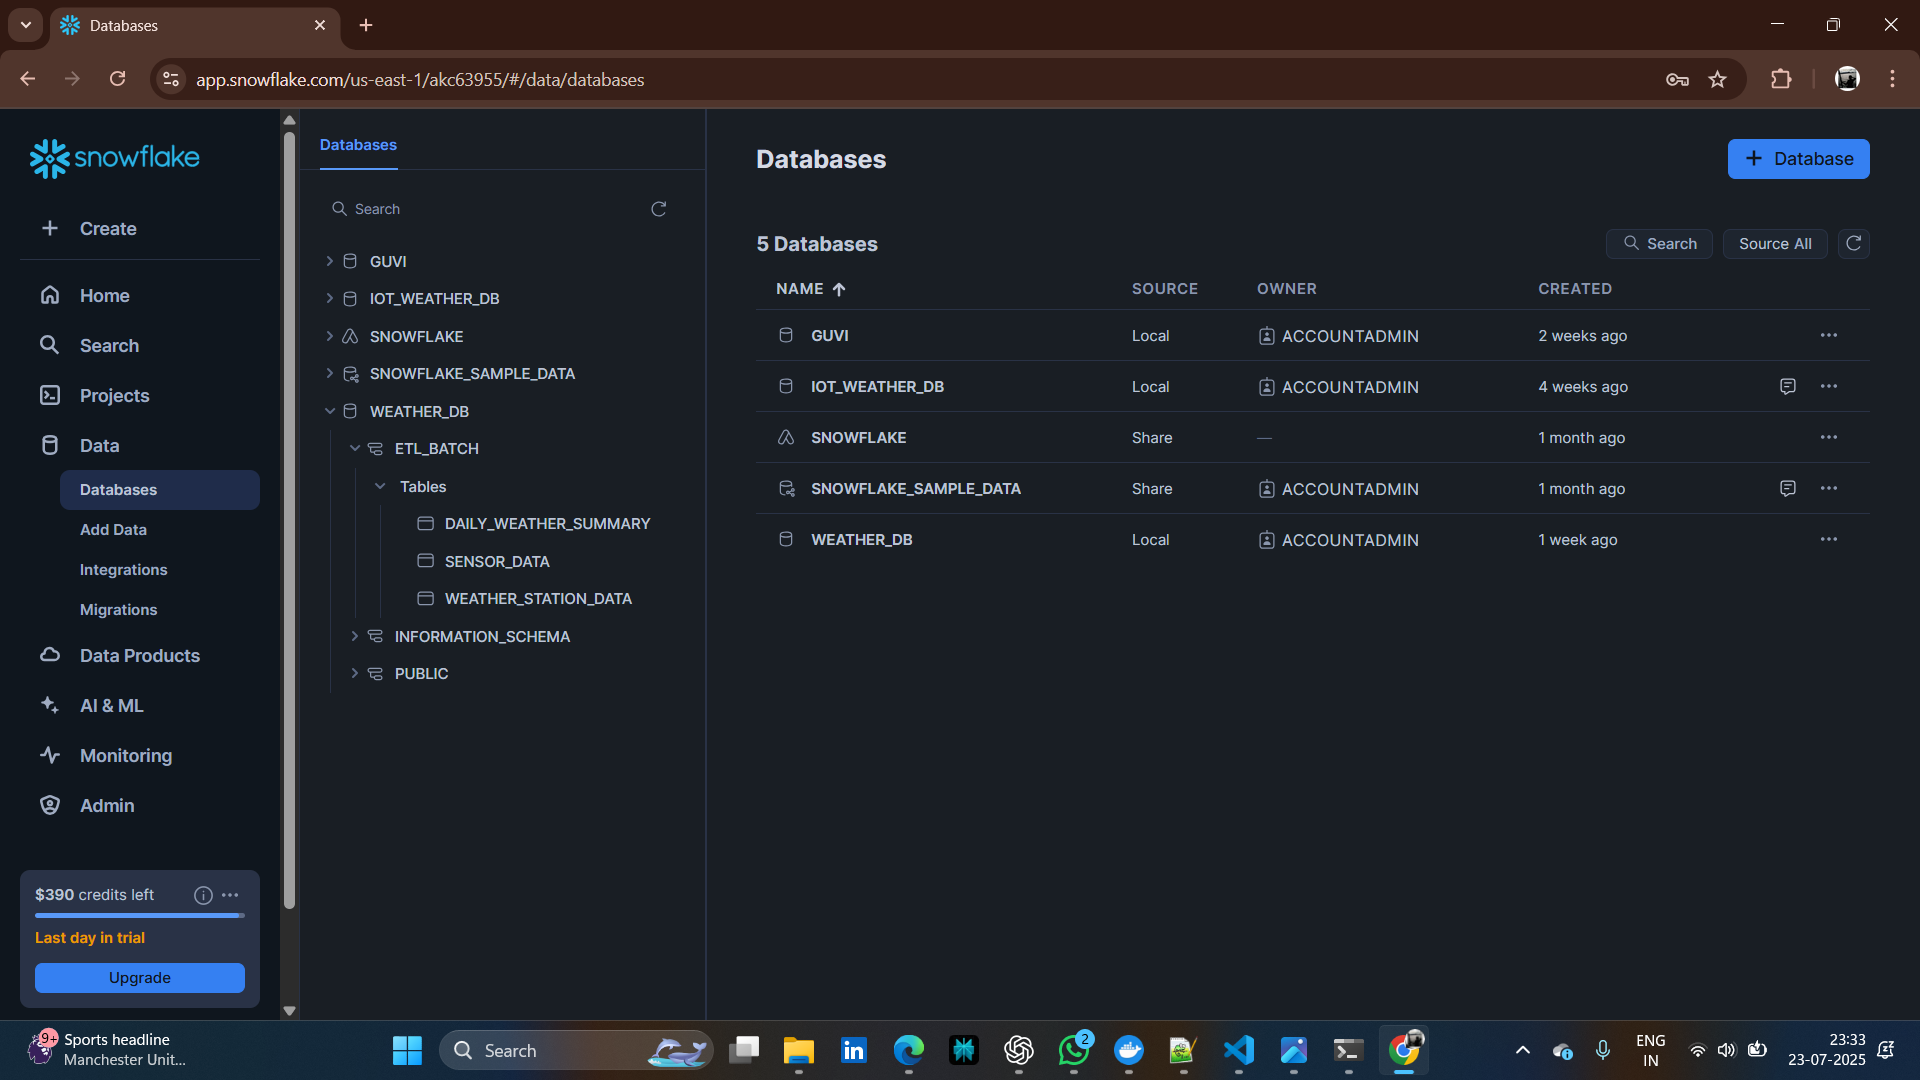 Databases
app.snowflake.com/us-east-1/akc63955/#/data/databases
snowflake
Create
Home
Search
Projects
Data
Databases
Add Data
Integrations
Migrations
Data Products
AI & ML
Monitoring
Admin
$390 credits left
Last day in trial
Upgrade
Databases
Search
GUVI
IOT_WEATHER_DB
SNOWFLAKE
SNOWFLAKE_SAMPLE_DATA
WEATHER_DB
ETL_BATCH
Tables
DAILY_WEATHER_SUMMARY
SENSOR_DATA
WEATHER_STATION_DATA
INFORMATION_SCHEMA
PUBLIC
Databases
+ Database
5 Databases
Search
Source All
NAME SOURCE OWNER CREATED
GUVI Local ACCOUNTADMIN 2 weeks ago
IOT_WEATHER_DB Local ACCOUNTADMIN 4 weeks ago
SNOWFLAKE Share — 1 month ago
SNOWFLAKE_SAMPLE_DATA Share ACCOUNTADMIN 1 month ago
WEATHER_DB Local ACCOUNTADMIN 1 week ago
9+
Sports headline
Manchester Unit...
Search
2
ENG
IN
23:33
23-07-2025